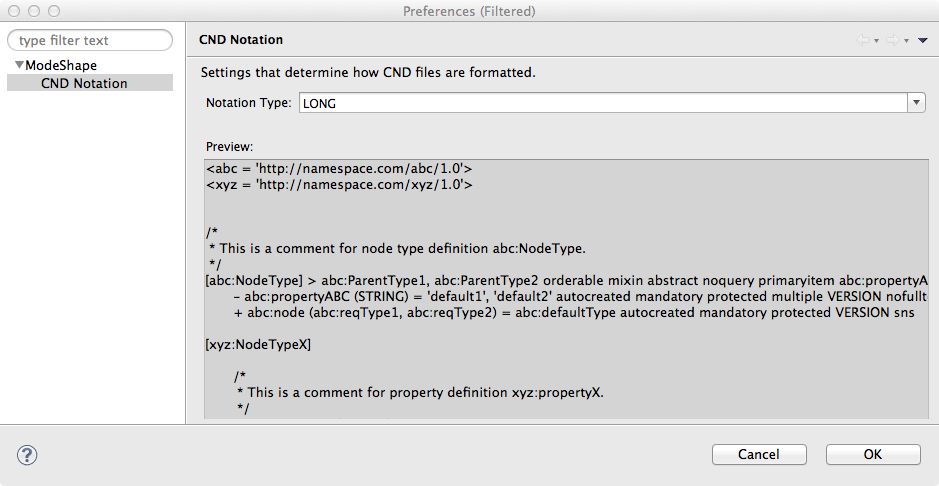 Preferences (Filtered)
type filter text
ModeShape
CND Notation
CND Notation
Settings that determine how CND files are formatted.
Notation Type: LONG
Preview:
<abc = 'http://namespace.com/abc/1.0'>
<xyz = 'http://namespace.com/xyz/1.0'>
/*
* This is a comment for node type definition abc:NodeType.
*/
[abc:NodeType] > abc:ParentType1, abc:ParentType2 orderable mixin abstract noquery primaryitem abc:propertyA
- abc:propertyABC (STRING) = 'default1', 'default2' autocreated mandatory protected multiple VERSION nofullt
+ abc:node (abc:reqType1, abc:reqType2) = abc:defaultType autocreated mandatory protected VERSION sns
[xyz:NodeTypeX]
/*
* This is a comment for property definition xyz:propertyX.
*/
?
Cancel
OK